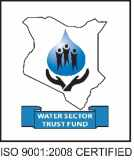 WATER SECTOR
TRUST FUND
ISO 9001:2008 CERTIFIED